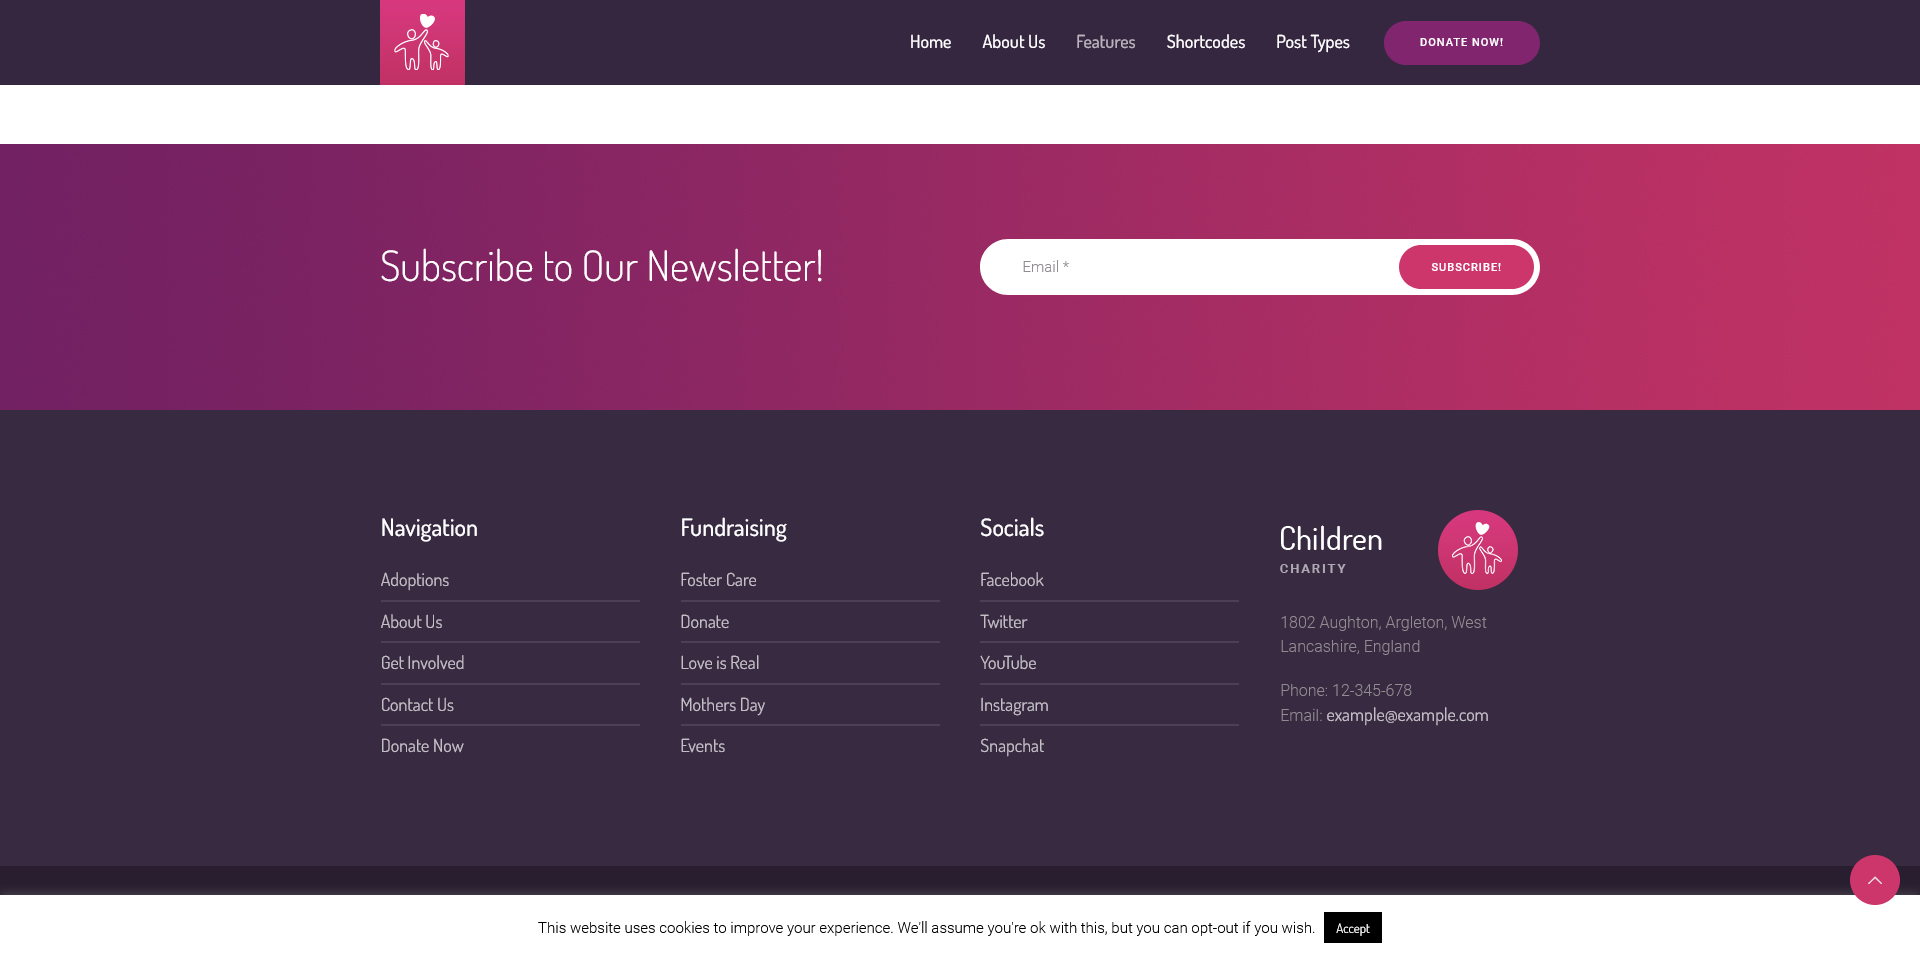 Home About Us Features Shortcodes Post Types DONATE NOW!
Subscribe to Our Newsletter!
Email *
SUBSCRIBE!
Navigation
Adoptions
About Us
Get Involved
Contact Us
Donate Now
Fundraising
Foster Care
Donate
Love is Real
Mothers Day
Events
Socials
Facebook
Twitter
YouTube
Instagram
Snapchat
Children
CHARITY
1802 Aughton, Argleton, West
Lancashire, England
Phone: 12-345-678
Email: example@example.com
This website uses cookies to improve your experience. We'll assume you're ok with this, but you can opt-out if you wish. Accept